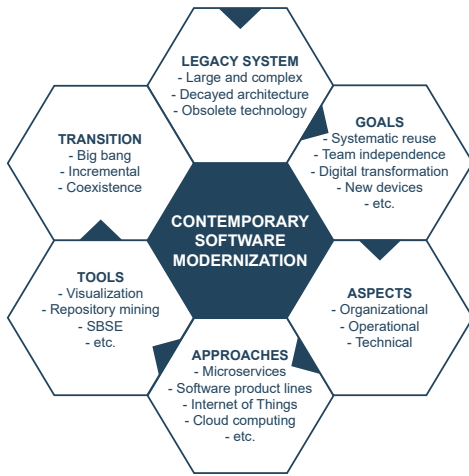 LEGACY SYSTEM
- Large and complex
- Decayed architecture
- Obsolete technology
GOALS
- Systematic reuse
- Team independence
- Digital transformation
- New devices
- etc.
ASPECTS
- Organizational
- Operational
- Technical
APPROACHES
- Microservices
- Software product lines
- Internet of Things
- Cloud computing
- etc.
TOOLS
- Visualization
- Repository mining
- SBSE
- etc.
TRANSITION
- Big bang
- Incremental
- Coexistence
CONTEMPORARY
SOFTWARE
MODERNIZATION